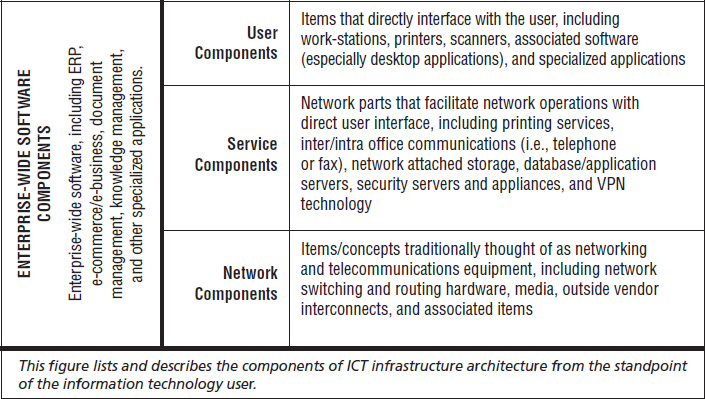 ENTERPRISE-WIDE SOFTWARE
COMPONENTS
Enterprise-wide software, including ERP,
e-commerce/e-business, document
management, knowledge management,
and other specialized applications.
User
Components
Items that directly interface with the user, including
work-stations, printers, scanners, associated software
(especially desktop applications), and specialized applications
Service
Components
Network parts that facilitate network operations with
direct user interface, including printing services,
inter/intra office communications (i.e., telephone
or fax), network attached storage, database/application
servers, security servers and appliances, and VPN
technology
Network
Components
Items/concepts traditionally thought of as networking
and telecommunications equipment, including network
switching and routing hardware, media, outside vendor
interconnects, and associated items
This figure lists and describes the components of ICT infrastructure architecture from the standpoint
of the information technology user.